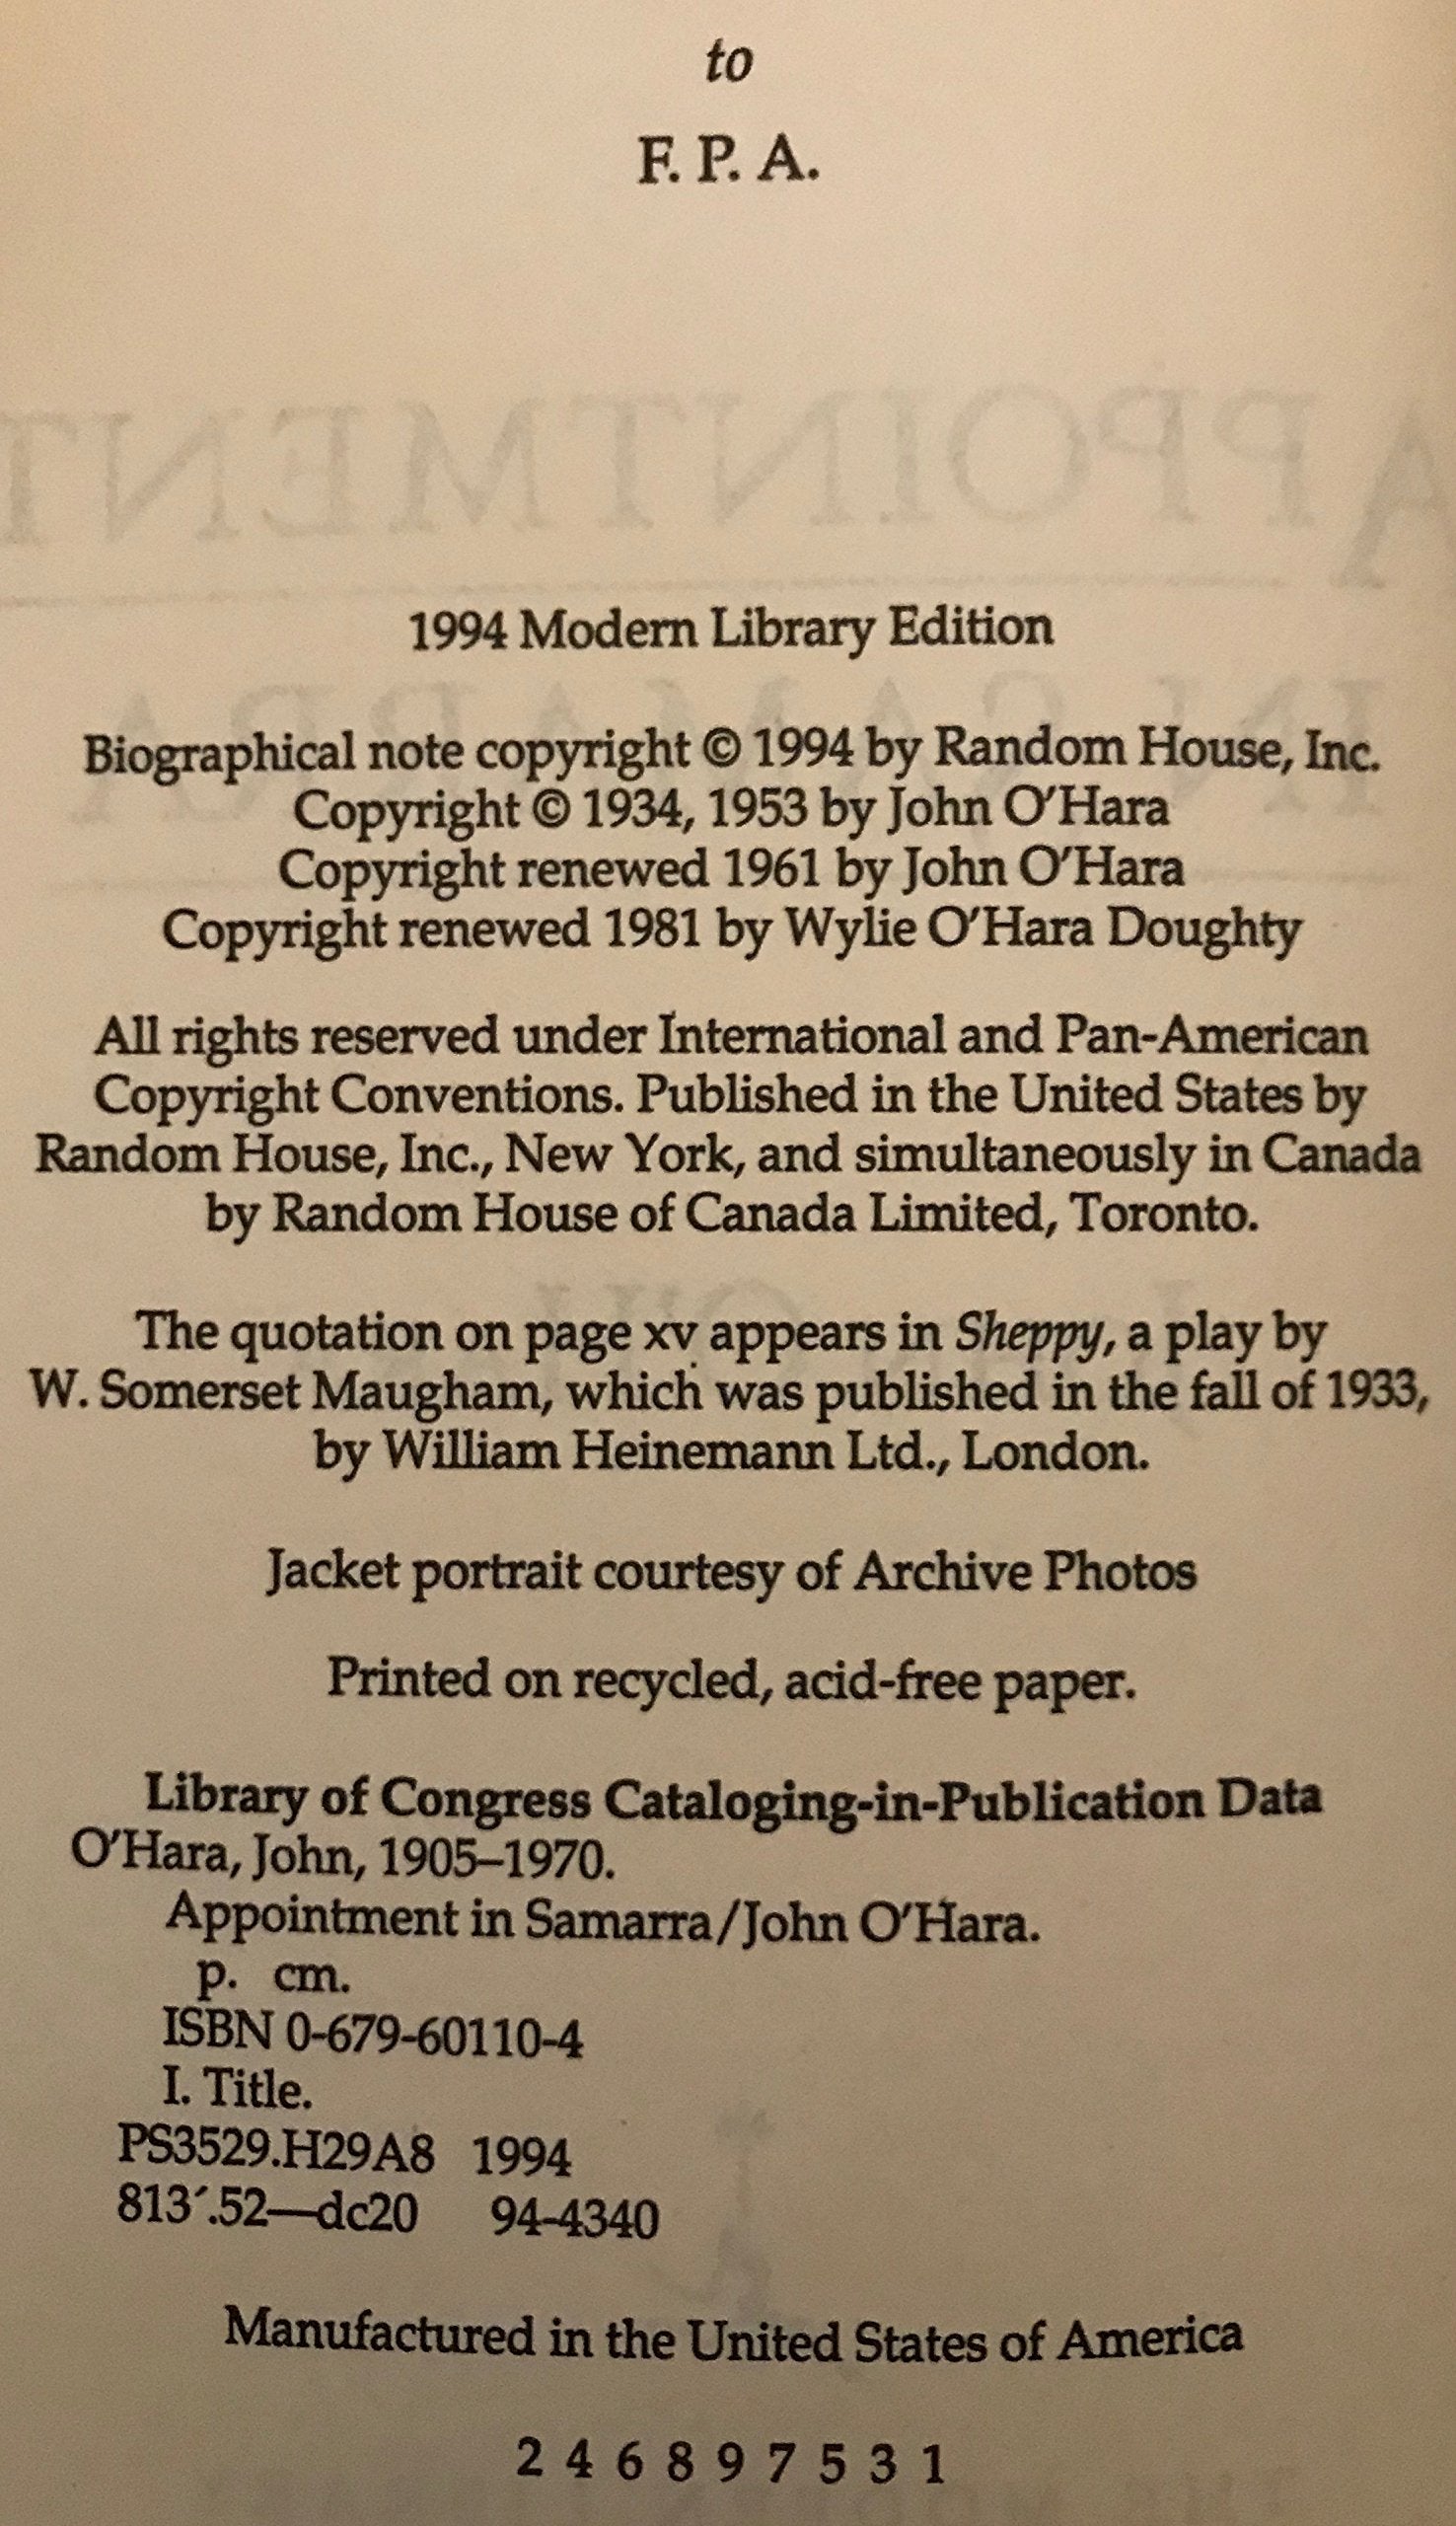 to
F. P. A.
1994 Modern Library Edition
Biographical note copyright © 1994 by Random House, Inc.
Copyright © 1934, 1953 by John O'Hara
Copyright renewed 1961 by John O'Hara
Copyright renewed 1981 by Wylie O'Hara Doughty
All rights reserved under International and Pan-American
Copyright Conventions. Published in the United States by
Random House, Inc., New York, and simultaneously in Canada
by Random House of Canada Limited, Toronto.
The quotation on page xv appears in Sheppy, a play by
W. Somerset Maugham, which was published in the fall of 1933,
by William Heinemann Ltd., London.
Jacket portrait courtesy of Archive Photos
Printed on recycled, acid-free paper.
Library of Congress Cataloging-in-Publication Data
O'Hara, John, 1905–1970.
Appointment in Samarra/John O'Hara.
p. cm.
ISBN 0-679-60110-4
I. Title.
PS3529.H29A8 1994
813´.52—dc20 94-4340
Manufactured in the United States of America
2 4 6 8 9 7 5 3 1